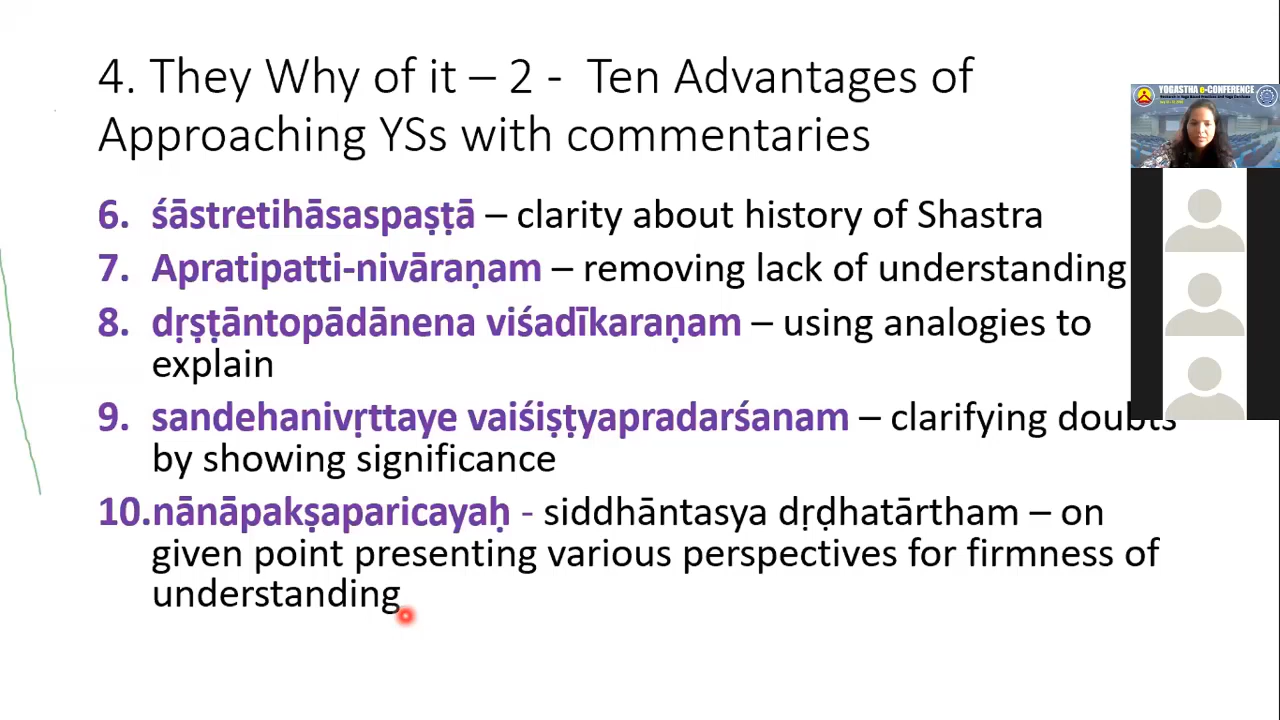 4. They Why of it – 2 - Ten Advantages of
Approaching YSs with commentaries
6. śāstretihāsaspaṣṭā – clarity about history of Shastra
7. Apratipatti-nivāraṇam – removing lack of understanding
8. dṛṣṭāntopādānena viśadīkaraṇam – using analogies to
explain
9. sandehanivṛttaye vaiśiṣṭyapradarśanam – clarifying doubts
by showing significance
10.nānāpakṣaparicayaḥ - siddhāntasya dṛḍhatārtham – on
given point presenting various perspectives for firmness of
understanding
YOGASTHA e-CONFERENCE